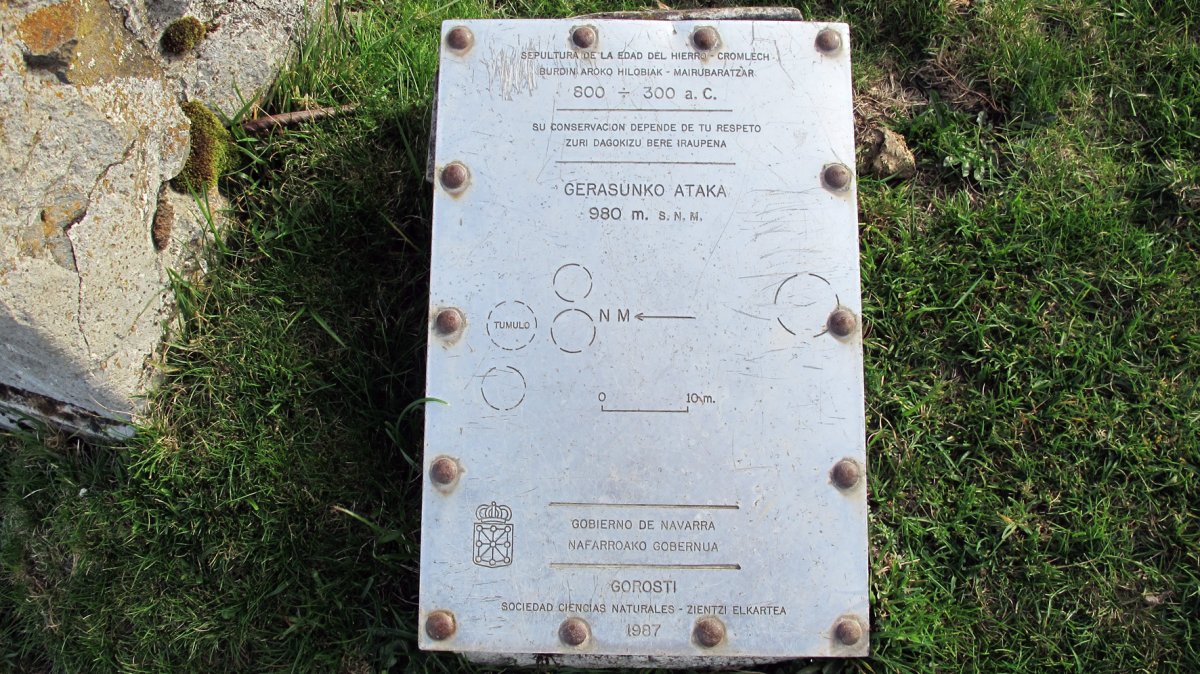 SEPULTURA DE LA EDAD DEL HIERRO - CROMLECH
BURDIN AROKO HILOBIAK - MAIRUBARATZAK
800 ÷ 300 a. C.
SU CONSERVACION DEPENDE DE TU RESPETO
ZURI DAGOKIZU BERE IRAUPENA
GERASUNKO ATAKA
980 m. S. N. M.
TUMULO
N M
0 10 m.
GOBIERNO DE NAVARRA
NAFARROAKO GOBERNUA
GOROSTI
SOCIEDAD CIENCIAS NATURALES - ZIENTZI ELKARTEA
1987